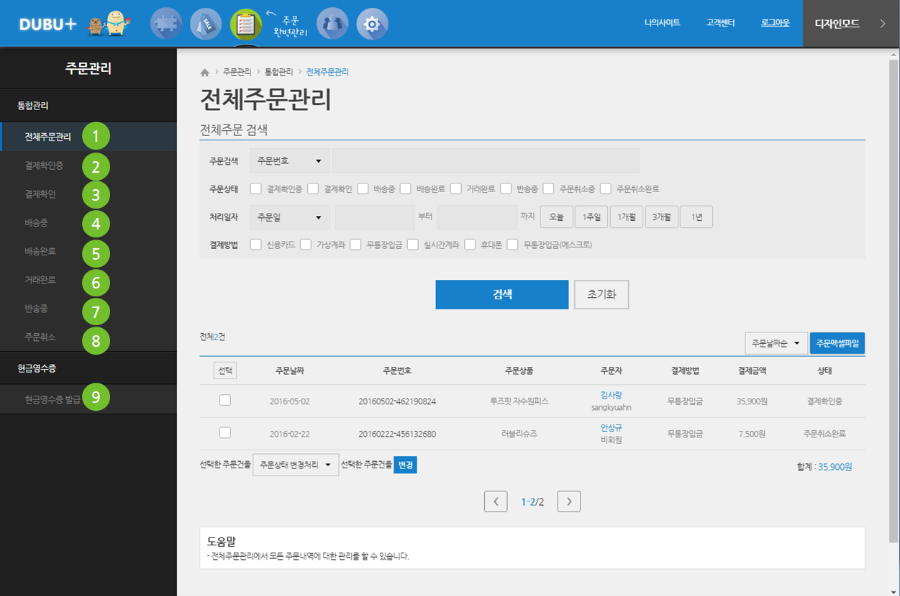 DUBU+
주문
완벽관리
나의싸이트 고객센터 로그아웃 디자인모드
주문관리
통합관리
전체주문관리 1
결제확인중 2
결제확인 3
배송중 4
배송완료 5
거래완료 6
반송중 7
주문취소 8
현금영수증
현금영수증 발급 9
주문관리 통합관리 전체주문관리
전체주문관리
전체주문 검색
주문검색 주문번호
주문상태 결제확인중 결제확인 배송중 배송완료 거래완료 반송중 주문취소중 주문취소완료
처리일자 주문일 부터 까지 오늘 1주일 1개월 3개월 1년
결제방법 신용카드 가상계좌 무통장입금 실시간계좌 휴대폰 무통장입금(에스크로)
검색 초기화
전체2건
주문날짜순 주문엑셀파일
선택 주문날짜 주문번호 주문상품 주문자 결제방법 결제금액 상태
2016-05-02 20160502-462190824 루즈핏 자수원피스 김사랑 sangkyuahn 무통장입금 35,900원 결제확인중
2016-02-22 20160222-456132680 러블리슈즈 안상규 비회원 무통장입금 7,500원 주문취소완료
선택한 주문건을 주문상태 변경처리 선택한 주문건을 변경
합계 : 35,900원
1-2/2
도움말
- 전체주문관리에서 모든 주문내역에 대한 관리를 할 수 있습니다.